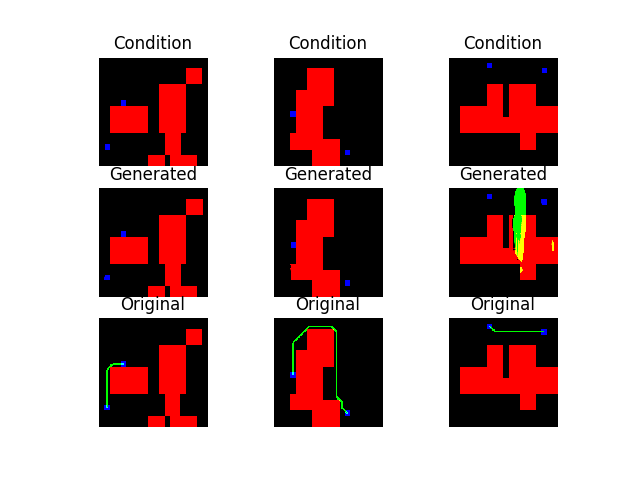 Condition Condition Condition
Generated Generated Generated
Original Original Original